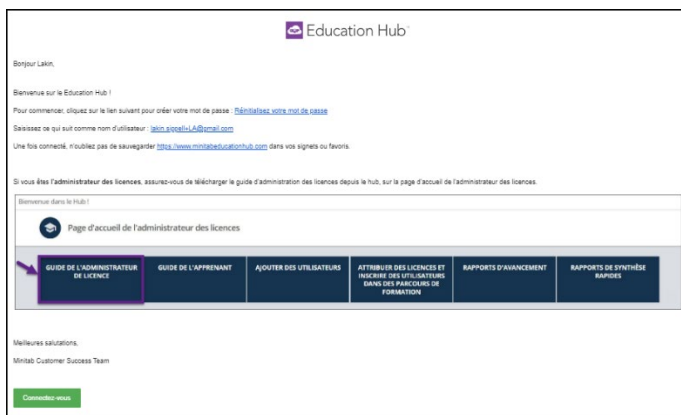 Education Hub
Bonjour Lakin,
Bienvenue sur le Education Hub !
Pour commencer, cliquez sur le lien suivant pour créer votre mot de passe : Réinitialisez votre mot de passe
Saisissez ce qui suit comme nom d'utilisateur : lakin.sippell+LA@gmail.com
Une fois connecté, n'oubliez pas de sauvegarder https://www.minitabeducationhub.com dans vos signets ou favoris.
Si vous êtes l'administrateur des licences, assurez-vous de télécharger le guide d'administration des licences depuis le hub, sur la page d'accueil de l'administrateur des licences.
Bienvenue dans le Hub !
Page d'accueil de l'administrateur des licences
GUIDE DE L'ADMINISTRATEUR
DE LICENCE
GUIDE DE L'APPRENANT
AJOUTER DES UTILISATEURS
ATTRIBUER DES LICENCES ET
INSCRIRE DES UTILISATEURS
DANS DES PARCOURS DE
FORMATION
RAPPORTS D'AVANCEMENT
RAPPORTS DE SYNTHÈSE
RAPIDES
Meilleures salutations,
Minitab Customer Success Team
Connectez-vous